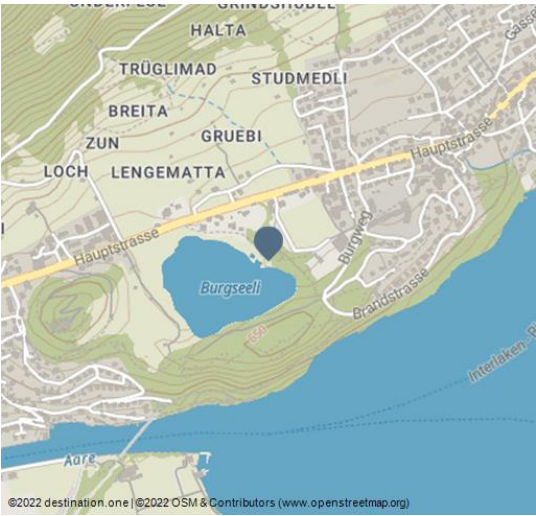 HALTA
TRÜGLIMAD
STUDMEDLI
BREITA
GRUEBI
ZUN
LOCH
LENGEMATTA
Hauptstrasse
Hauptstrasse
Burgweg
Burgseeli
Brandstrasse
650
Interlaken - B
Aare
©2022 destination.one | ©2022 OSM & Contributors (www.openstreetmap.org)